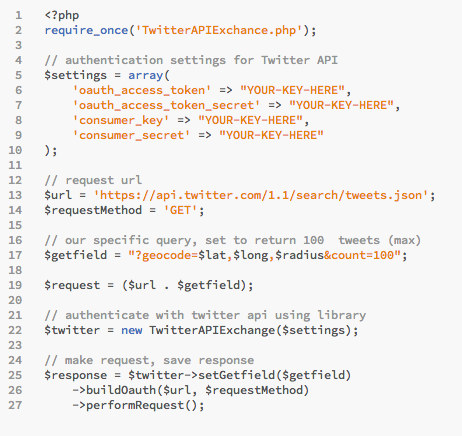 1 <?php
2 require_once('TwitterAPIExchance.php');
3
4 // authentication settings for Twitter API
5 $settings = array(
6 'oauth_access_token' => "YOUR-KEY-HERE",
7 'oauth_access_token_secret' => "YOUR-KEY-HERE",
8 'consumer_key' => "YOUR-KEY-HERE",
9 'consumer_secret' => "YOUR-KEY-HERE"
10 );
11
12 // request url
13 $url = 'https://api.twitter.com/1.1/search/tweets.json';
14 $requestMethod = 'GET';
15
16 // our specific query, set to return 100 tweets (max)
17 $getfield = "?geocode=$lat,$long,$radius&count=100";
18
19 $request = ($url . $getfield);
20
21 // authenticate with twitter api using library
22 $twitter = new TwitterAPIExchange($settings);
23
24 // make request, save response
25 $response = $twitter->setGetfield($getfield)
26 ->buildOauth($url, $requestMethod)
27 ->performRequest();